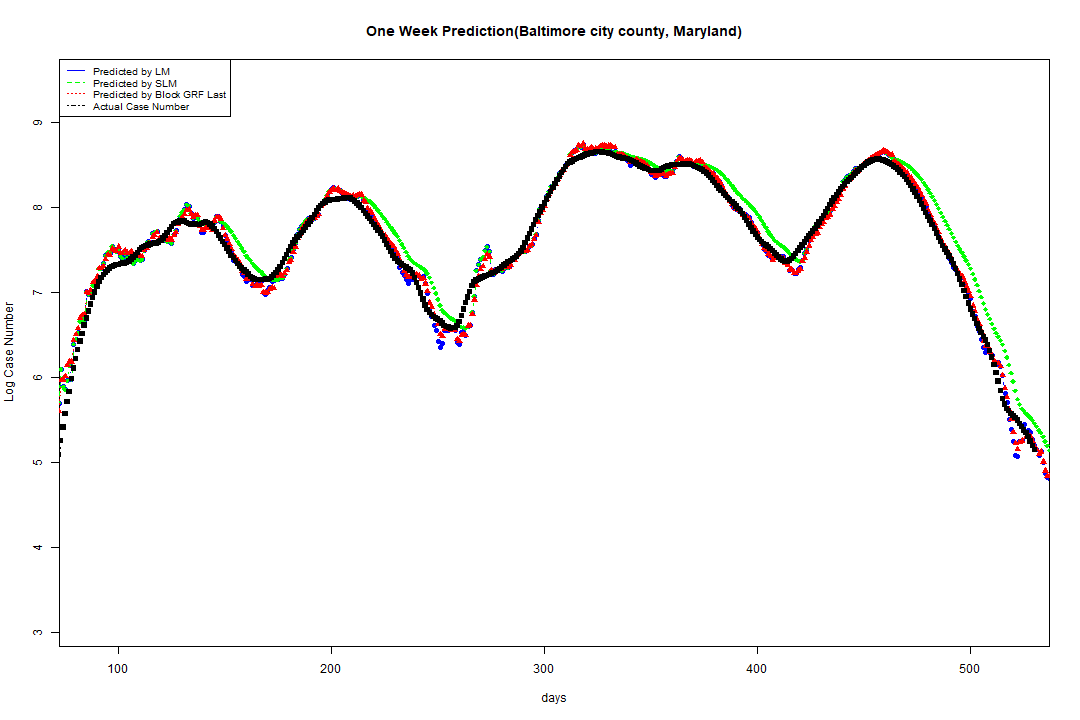 One Week Prediction(Baltimore city county, Maryland)
Predicted by LM
Predicted by SLM
Predicted by Block GRF Last
Actual Case Number
Log Case Number
9
8
7
6
5
4
3
100 200 300 400 500
days